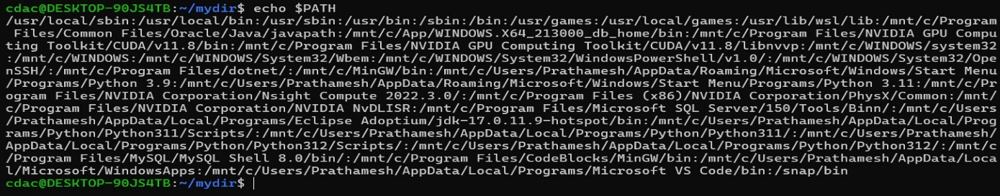 cdac@DESKTOP-90JS4TB:~/mydir$ echo $PATH
/usr/local/sbin:/usr/local/bin:/usr/sbin:/usr/bin:/sbin:/bin:/usr/games:/usr/local/games:/usr/lib/wsl/lib:/mnt/c/Program
 Files/Common Files/Oracle/Java/javapath:/mnt/c/App/WINDOWS.X64_213000_db_home/bin:/mnt/c/Program Files/NVIDIA GPU Compu
ting Toolkit/CUDA/v11.8/bin:/mnt/c/Program Files/NVIDIA GPU Computing Toolkit/CUDA/v11.8/libnvvp:/mnt/c/WINDOWS/system32
:/mnt/c/WINDOWS:/mnt/c/WINDOWS/System32/Wbem:/mnt/c/WINDOWS/System32/WindowsPowerShell/v1.0/:/mnt/c/WINDOWS/System32/Ope
nSSH/:/mnt/c/Program Files/dotnet/:/mnt/c/MinGW/bin:/mnt/c/Users/Prathamesh/AppData/Roaming/Microsoft/Windows/Start Menu
/Programs/Python 3.9:/mnt/c/Users/Prathamesh/AppData/Roaming/Microsoft/Windows/Start Menu/Programs/Python 3.11:/mnt/c/Pr
ogram Files/NVIDIA Corporation/Nsight Compute 2022.3.0/:/mnt/c/Program Files (x86)/NVIDIA Corporation/PhysX/Common:/mnt/
c/Program Files/NVIDIA Corporation/NVIDIA NvDLISR:/mnt/c/Program Files/Microsoft SQL Server/150/Tools/Binn/:/mnt/c/Users
/Prathamesh/AppData/Local/Programs/Eclipse Adoptium/jdk-17.0.11.9-hotspot/bin:/mnt/c/Users/Prathamesh/AppData/Local/Prog
rams/Python/Python311/Scripts/:/mnt/c/Users/Prathamesh/AppData/Local/Programs/Python/Python311/:/mnt/c/Users/Prathamesh/
AppData/Local/Programs/Python/Python312/Scripts/:/mnt/c/Users/Prathamesh/AppData/Local/Programs/Python/Python312/:/mnt/c
/Program Files/MySQL/MySQL Shell 8.0/bin/:/mnt/c/Program Files/CodeBlocks/MinGW/bin:/mnt/c/Users/Prathamesh/AppData/Loca
l/Microsoft/WindowsApps:/mnt/c/Users/Prathamesh/AppData/Local/Programs/Microsoft VS Code/bin:/snap/bin
cdac@DESKTOP-90JS4TB:~/mydir$